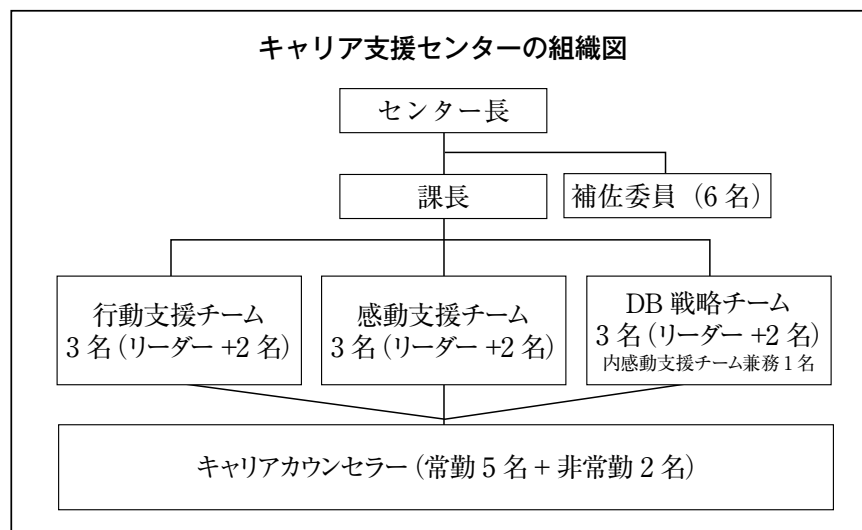 キャリア支援センターの組織図
センター長
課長
補佐委員（6 名）
行動支援チーム
3 名（リーダー +2 名）
感動支援チーム
3 名（リーダー +2 名）
DB 戦略チーム
3 名（リーダー +2 名）
内感動支援チーム兼務 1 名
キャリアカウンセラー（常勤 5 名 + 非常勤 2 名）